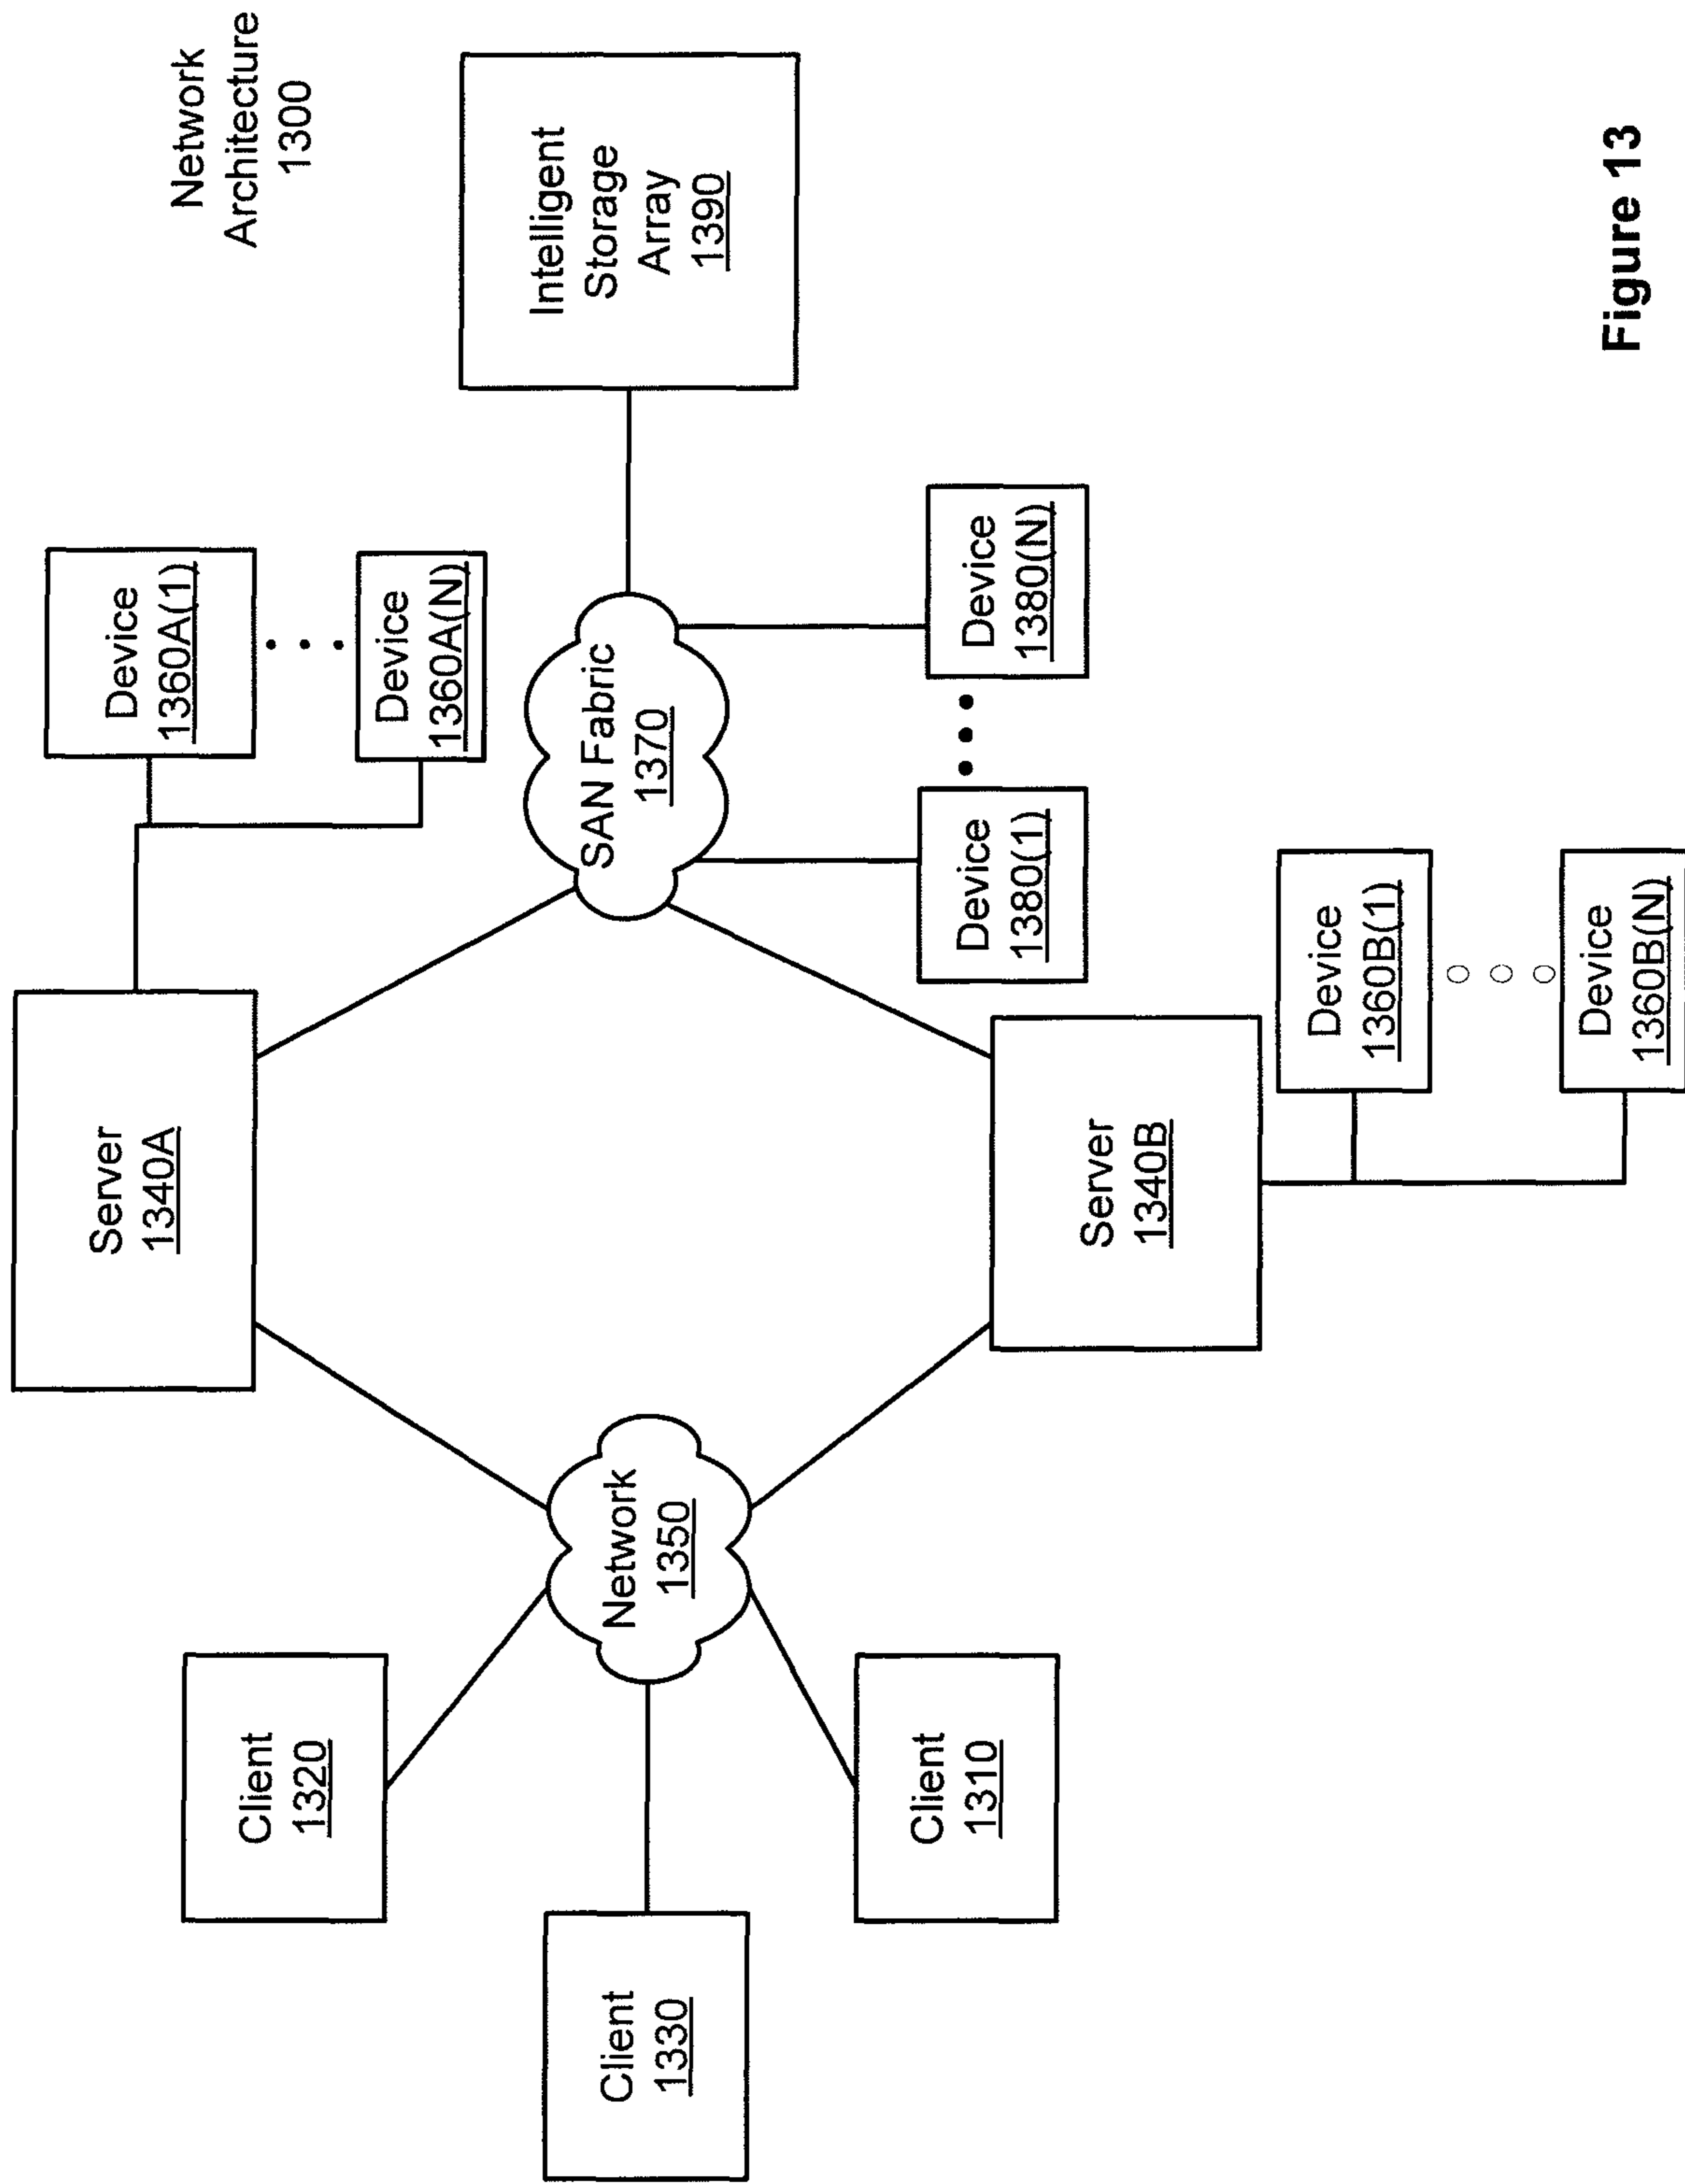 Network
Architecture
1300
Device
1360A(1)
Device
1360A(N)
Server
1340A
Intelligent
Storage
Array
1390
SAN Fabric
1370
Client
1320
Network
1350
Client
1330
Device
1380(1)
Device
1380(N)
Client
1310
Server
1340B
Device
1360B(1)
Device
1360B(N)
Figure 13